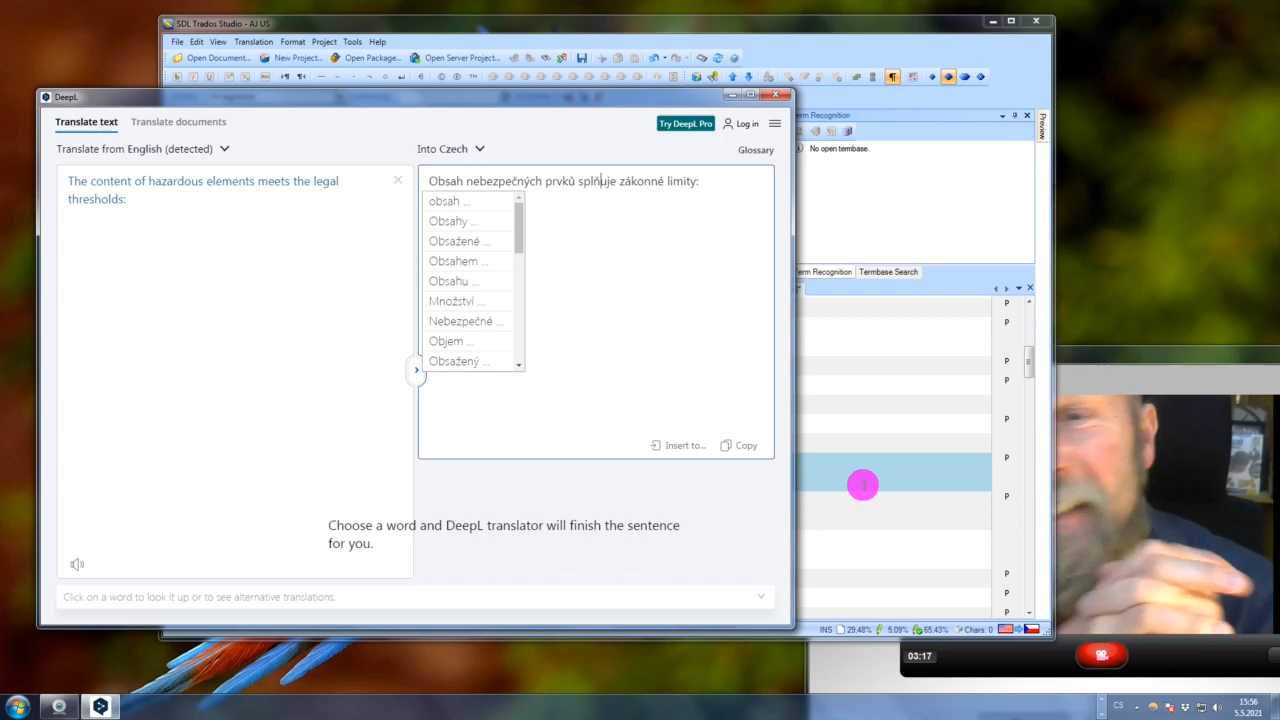 SDL Trados Studio - AJ US
File Edit View Translation Format Project Tools Help
Open Document... New Project... Open Package... Open Server Project...
DeepL
Translate text Translate documents
Try DeepL Pro Log in
Translate from English (detected)
Into Czech
Glossary
The content of hazardous elements meets the legal
thresholds:
Obsah nebezpečných prvků splňuje zákonné limity:
obsah ...
Obsahy ...
Obsažené ...
Obsahem ...
Obsahu ...
Množství ...
Nebezpečné ...
Objem ...
Obsažený ...
Insert to... Copy
Choose a word and DeepL translator will finish the sentence
for you.
Click on a word to look it up or to see alternative translations.
Term Recognition
No open termbase.
Preview
Term Recognition Termbase Search
P
P
P
P
P
P
P
P
P
P
INS 29,48% 5,09% 65,43% Chars: 0
03:17
CS
15:56
5.5.2021